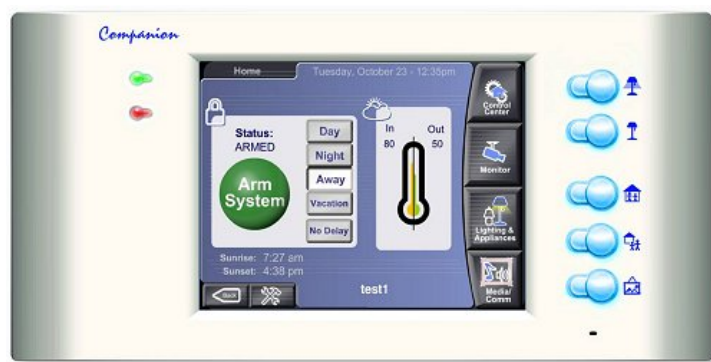 Companion
Home
Tuesday, October 23 - 12:35pm
Control
Center
Status:
ARMED
Arm
System
Day
Night
Away
Vacation
No Delay
In
Out
80
50
Monitor
Lighting &
Appliances
Sunrise: 7:27 am
Sunset: 4:38 pm
Back
test1
Media/
Comm